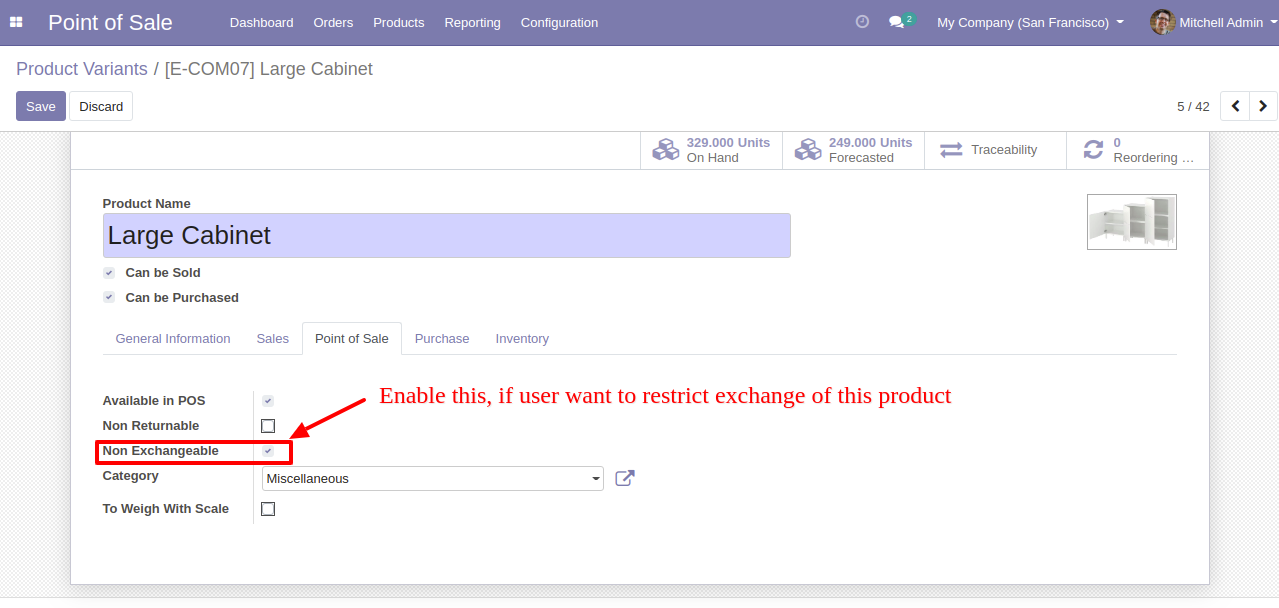 Point of Sale Dashboard Orders Products Reporting Configuration 2 My Company (San Francisco) Mitchell Admin
Product Variants / [E-COM07] Large Cabinet
Save Discard 5 / 42
329.000 Units On Hand
249.000 Units Forecasted
Traceability
0 Reordering ...
Product Name
Large Cabinet
Can be Sold
Can be Purchased
General Information Sales Point of Sale Purchase Inventory
Enable this, if user want to restrict exchange of this product
Available in POS
Non Returnable
Non Exchangeable
Category Miscellaneous
To Weigh With Scale